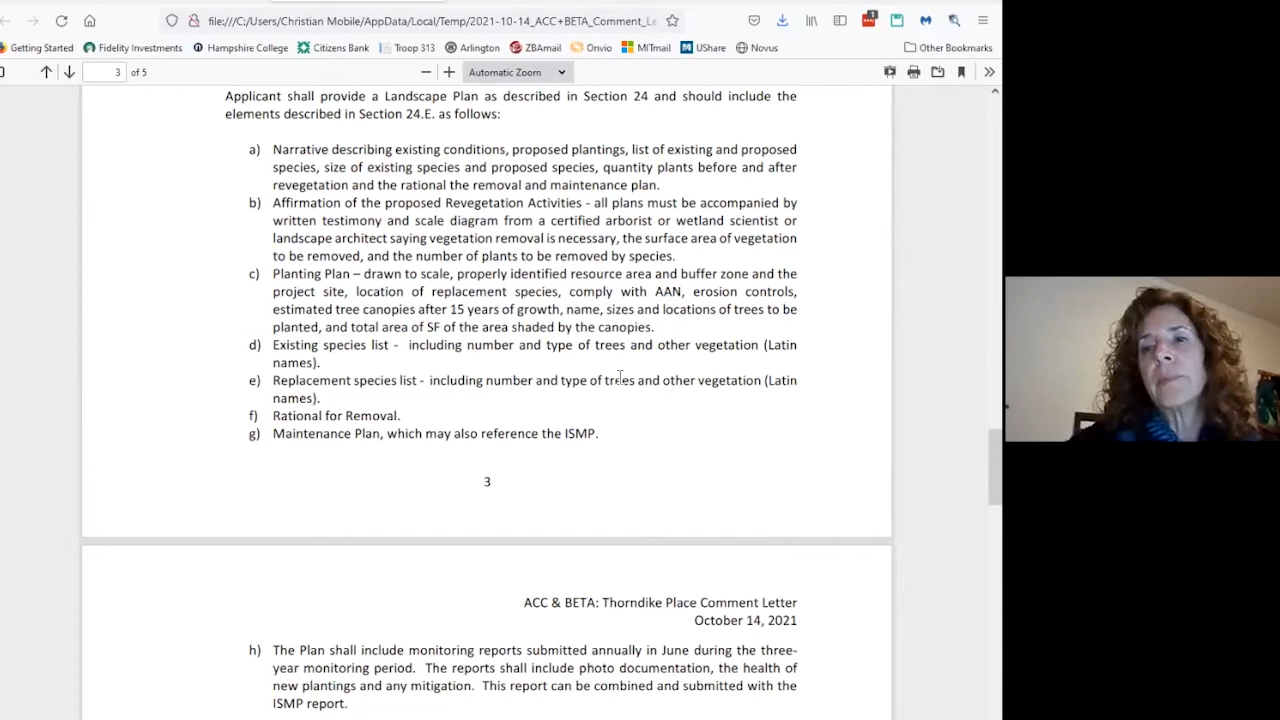 file:///C:/Users/Christian Mobile/AppData/Local/Temp/2021-10-14_ACC+BETA_Comment_Le
1
Getting Started Fidelity Investments Hampshire College Citizens Bank Troop 313 Arlington ZBAmail Onvio MITmail UShare Novus Other Bookmarks
3 of 5 Automatic Zoom
Applicant shall provide a Landscape Plan as described in Section 24 and should include the
elements described in Section 24.E. as follows:
a) Narrative describing existing conditions, proposed plantings, list of existing and proposed
species, size of existing species and proposed species, quantity plants before and after
revegetation and the rational the removal and maintenance plan.
b) Affirmation of the proposed Revegetation Activities - all plans must be accompanied by
written testimony and scale diagram from a certified arborist or wetland scientist or
landscape architect saying vegetation removal is necessary, the surface area of vegetation
to be removed, and the number of plants to be removed by species.
c) Planting Plan – drawn to scale, properly identified resource area and buffer zone and the
project site, location of replacement species, comply with AAN, erosion controls,
estimated tree canopies after 15 years of growth, name, sizes and locations of trees to be
planted, and total area of SF of the area shaded by the canopies.
d) Existing species list - including number and type of trees and other vegetation (Latin
names).
e) Replacement species list - including number and type of trees and other vegetation (Latin
names).
f) Rational for Removal.
g) Maintenance Plan, which may also reference the ISMP.
3
ACC & BETA: Thorndike Place Comment Letter
October 14, 2021
h) The Plan shall include monitoring reports submitted annually in June during the three-
year monitoring period. The reports shall include photo documentation, the health of
new plantings and any mitigation. This report can be combined and submitted with the
ISMP report.